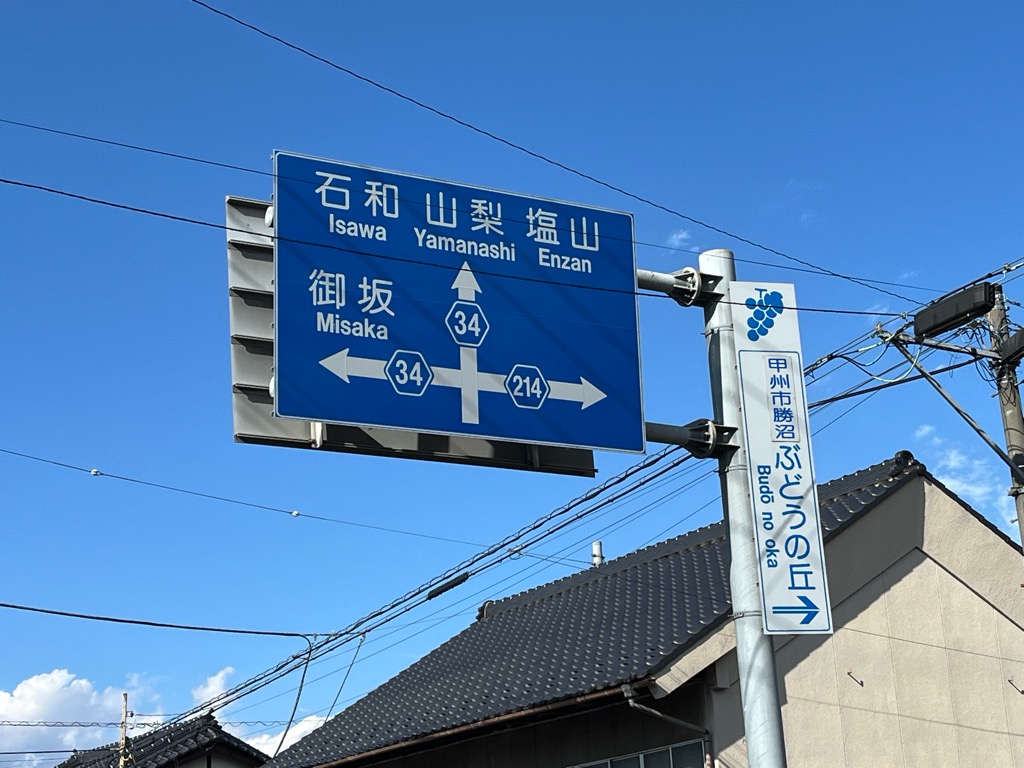 石和 山梨 塩山
Isawa Yamanashi Enzan
御坂
Misaka
34
34
214
甲州市勝沼
ぶどうの丘
Budō no oka